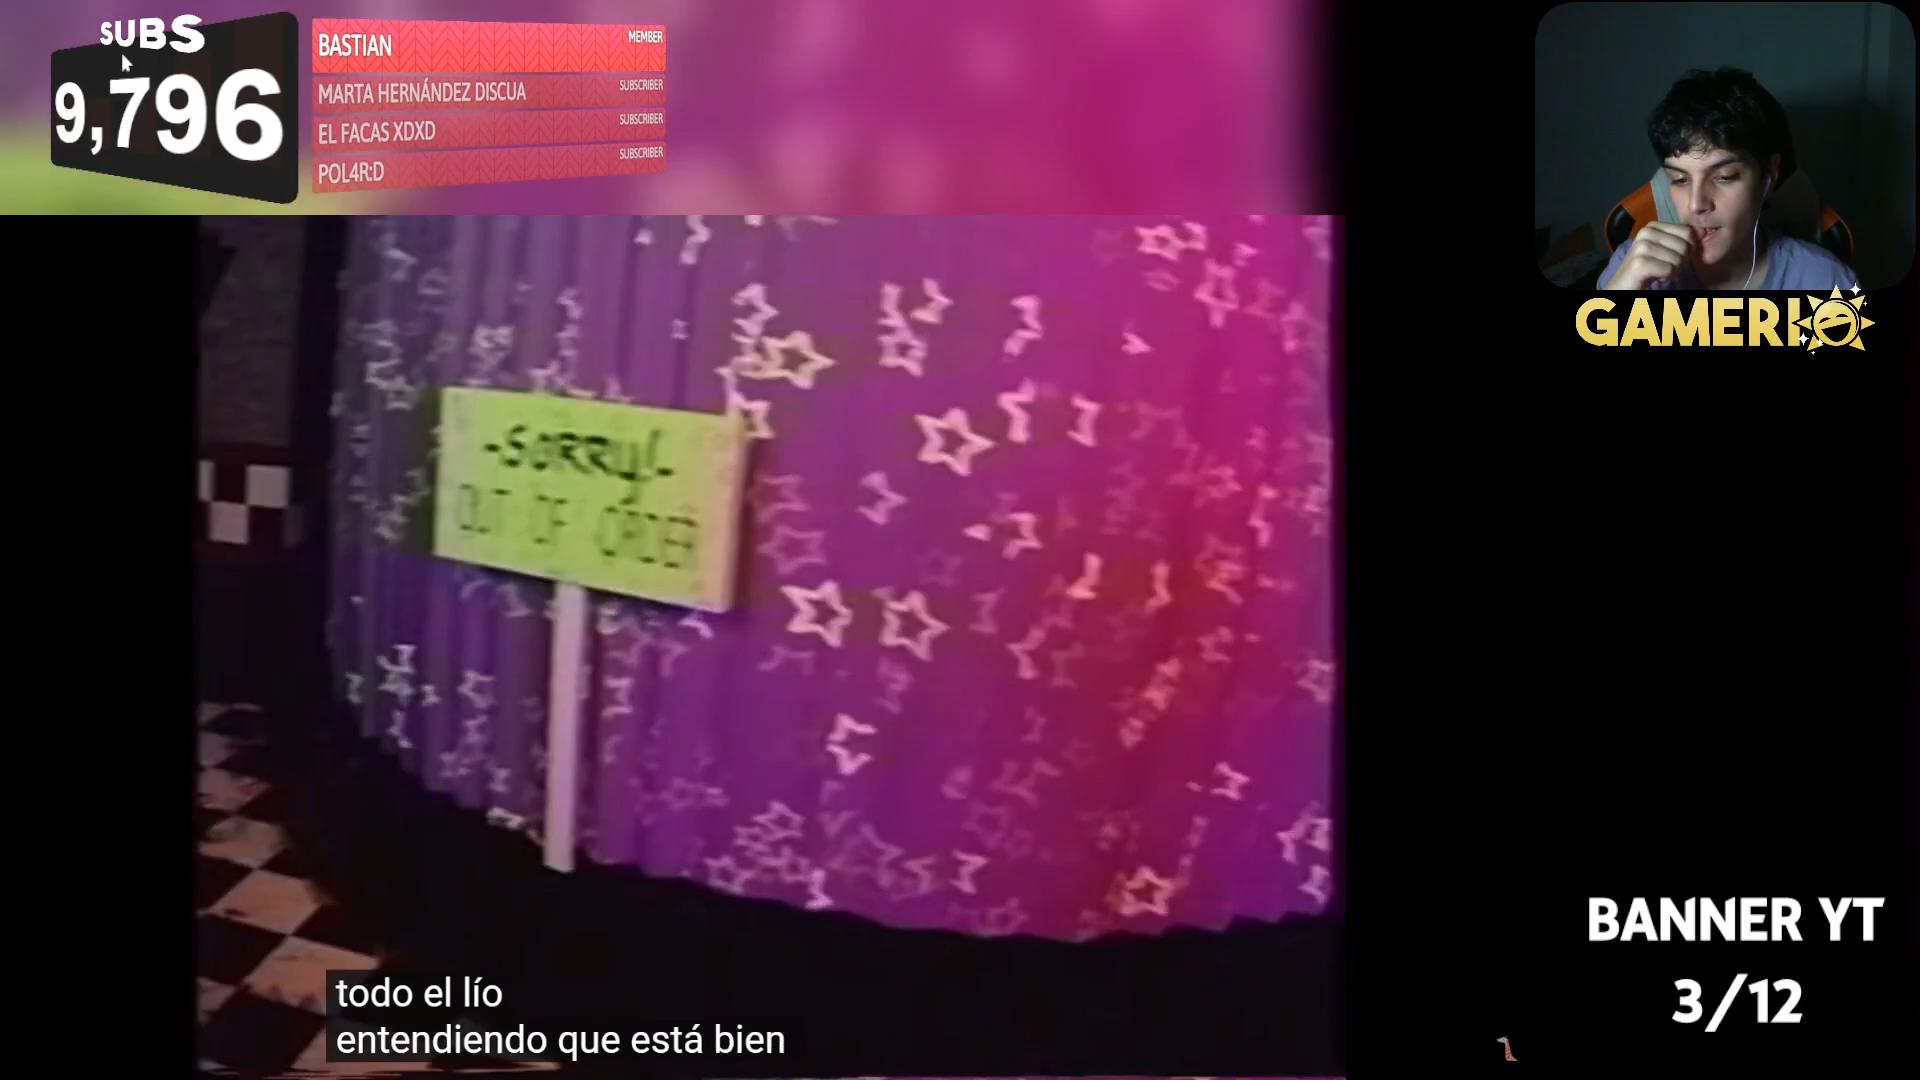 SUBS
9,796
BASTIAN MEMBER
MARTA HERNÁNDEZ DISCUA SUBSCRIBER
EL FACAS XDXD SUBSCRIBER
POL4R:D SUBSCRIBER
GAMERIO
-SORRY!-
OUT OF ORDER
BANNER YT
3/12
todo el lío
entendiendo que está bien